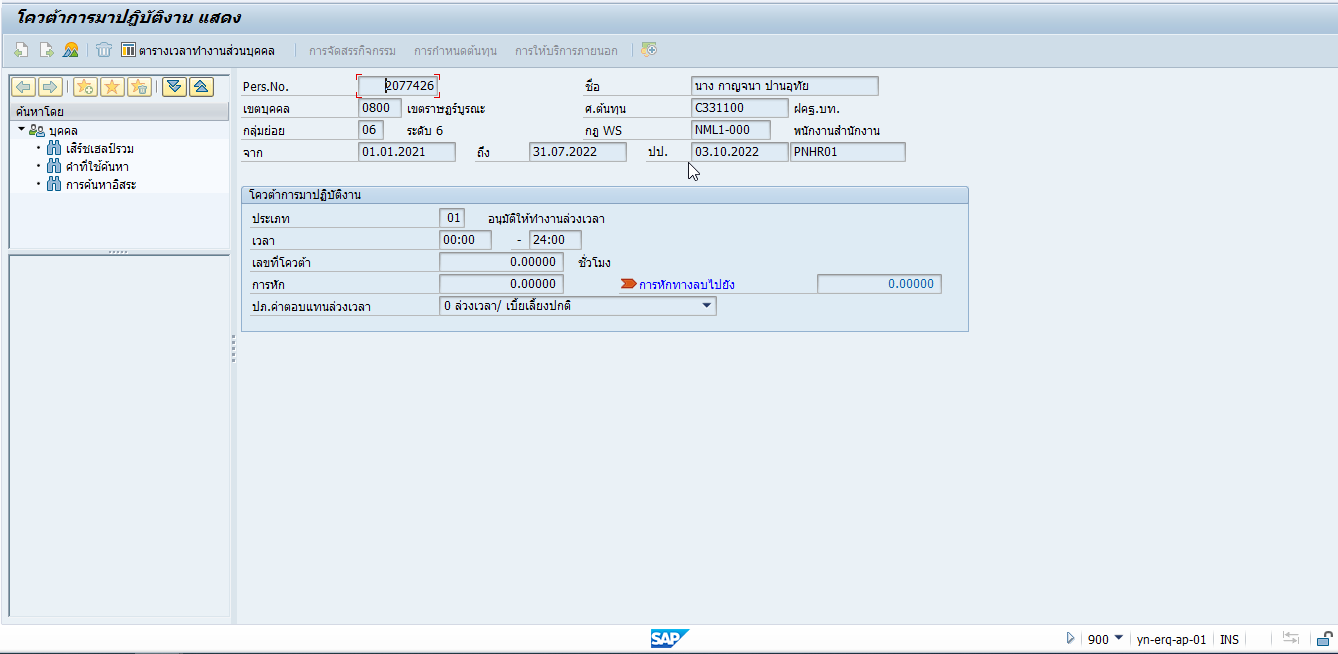 โควต้าการมาปฏิบัติงาน แสดง
ตารางเวลาทำงานส่วนบุคคล การจัดสรรกิจกรรม การกำหนดต้นทุน การให้บริการภายนอก
ค้นหาโดย
บุคคล
เสิร์ชเฮลป์รวม
คำที่ใช้ค้นหา
การค้นหาอิสระ
Pers.No. 2077426 ชื่อ นาง กาญจนา ปานอุทัย
เขตบุคคล 0800 เขตราษฎร์บูรณะ ศ.ต้นทุน C331100 ฝคฐ.บท.
กลุ่มย่อย 06 ระดับ 6 กฎ WS NML1-000 พนักงานสำนักงาน
จาก 01.01.2021 ถึง 31.07.2022 ปป. 03.10.2022 PNHR01
โควต้าการมาปฏิบัติงาน
ประเภท 01 อนุมัติให้ทำงานล่วงเวลา
เวลา 00:00 - 24:00
เลขที่โควต้า 0.00000 ชั่วโมง
การหัก 0.00000 การหักทางลบไปยัง 0.00000
ปภ.ค่าตอบแทนล่วงเวลา 0 ล่วงเวลา/ เบี้ยเลี้ยงปกติ
SAP 900 yn-erq-ap-01 INS